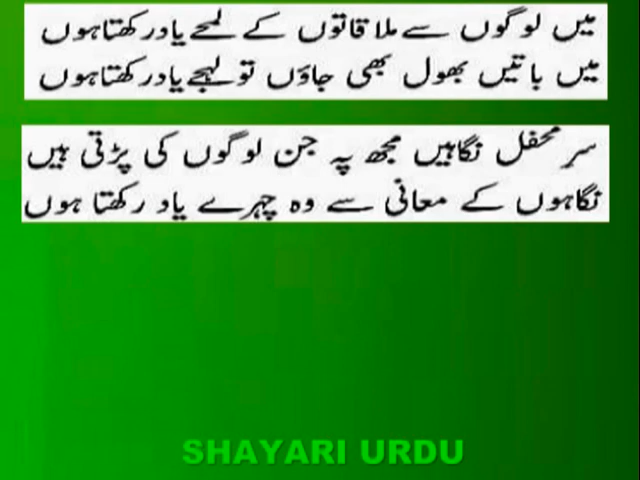 میں لوگوں سے ملاقاتوں کے لمحے یاد رکھتا ہوں
میں باتیں بھول بھی جاؤں تو لہجے یاد رکھتا ہوں
سرِ محفل نگاہیں مجھ پہ جن لوگوں کی پڑتی ہیں
نگاہوں کے معانی سے وہ چہرے یاد رکھتا ہوں
SHAYARI URDU